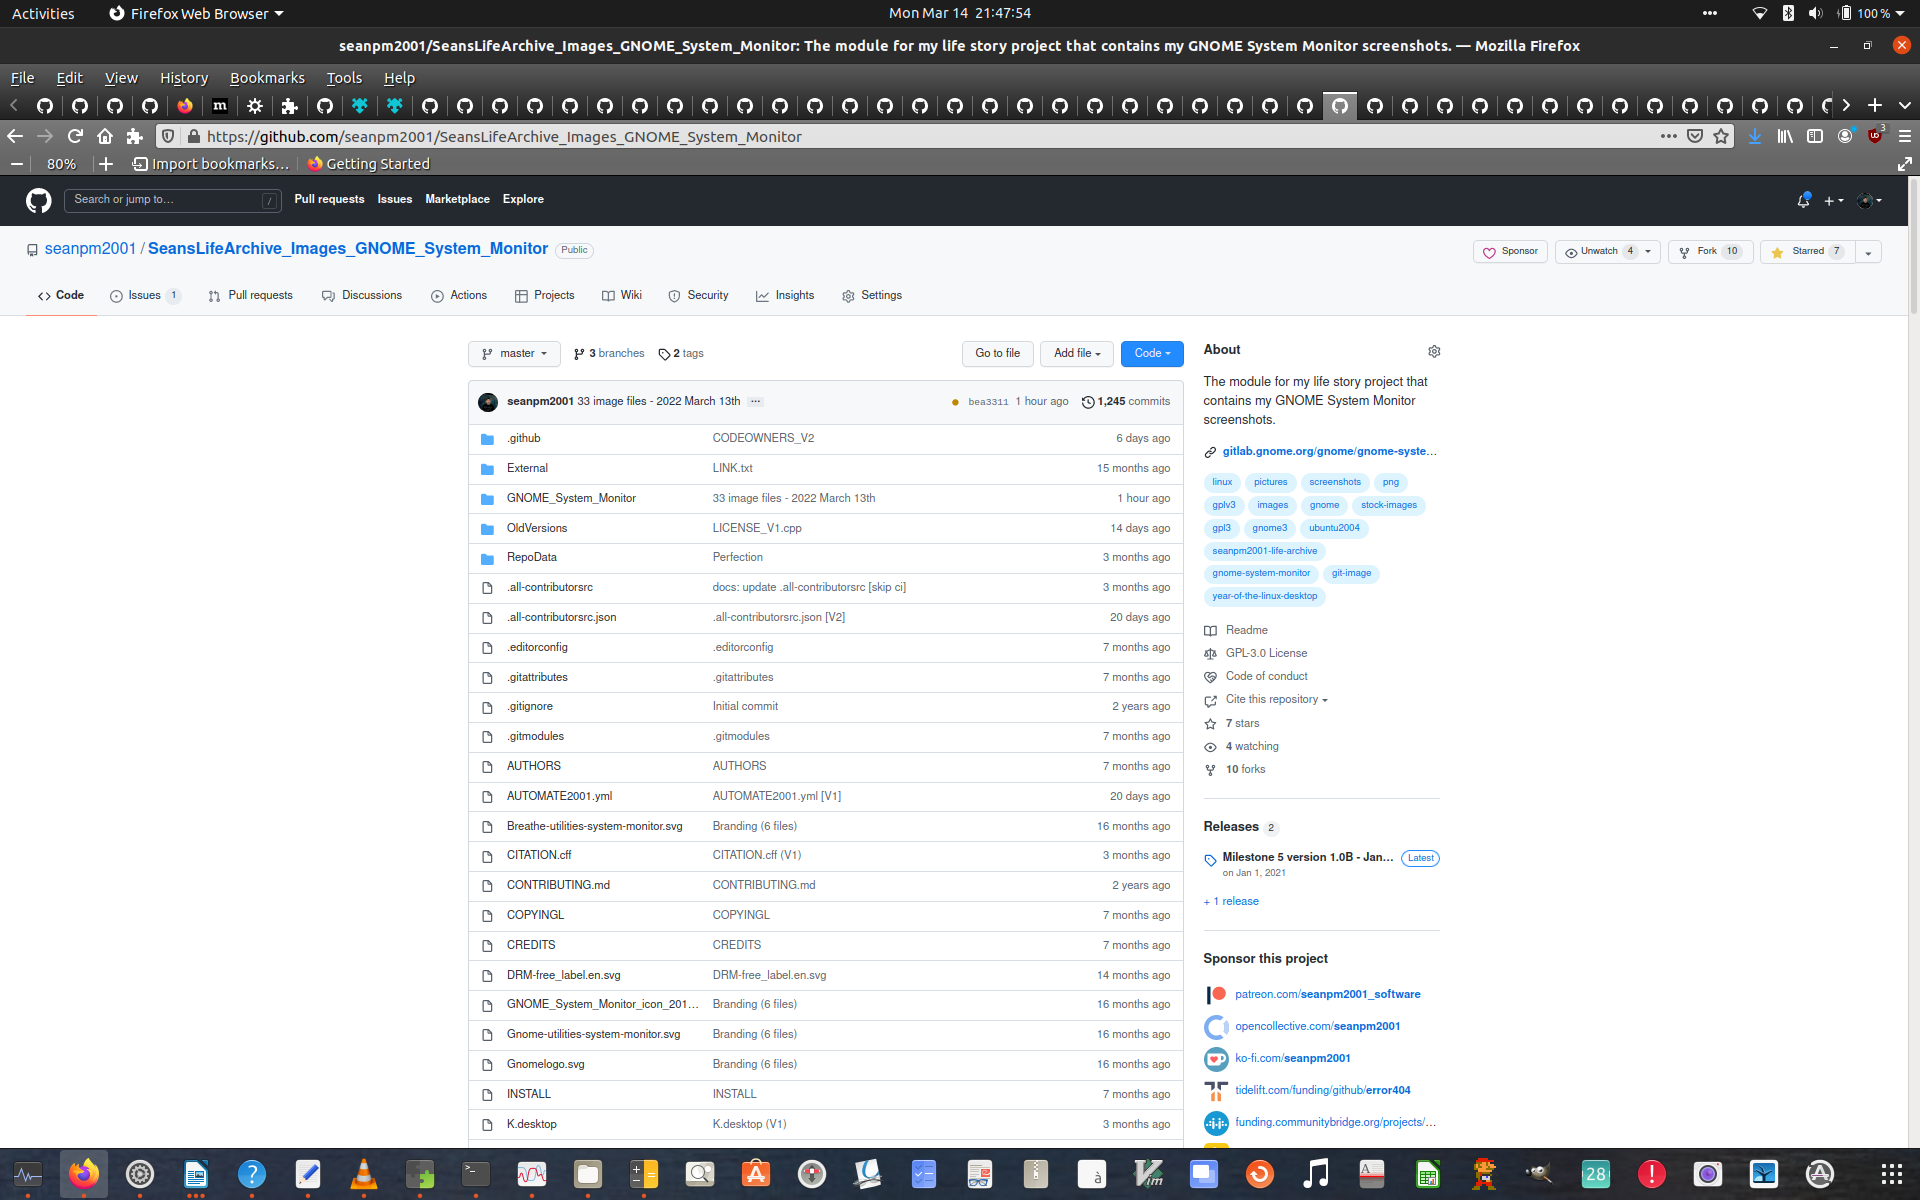 Activities
Firefox Web Browser
Mon Mar 14 21:47:54
100 %
seanpm2001/SeansLifeArchive_Images_GNOME_System_Monitor: The module for my life story project that contains my GNOME System Monitor screenshots. — Mozilla Firefox
File Edit View History Bookmarks Tools Help
https://github.com/seanpm2001/SeansLifeArchive_Images_GNOME_System_Monitor
3
80%
Import bookmarks...
Getting Started
Search or jump to...
/
Pull requests Issues Marketplace Explore
seanpm2001 / SeansLifeArchive_Images_GNOME_System_Monitor Public
Sponsor
Unwatch 4
Fork 10
Starred 7
Code
Issues 1
Pull requests
Discussions
Actions
Projects
Wiki
Security
Insights
Settings
master
3 branches
2 tags
Go to file
Add file
Code
seanpm2001 33 image files - 2022 March 13th ...
bea3311 1 hour ago 1,245 commits
.github CODEOWNERS_V2 6 days ago
External LINK.txt 15 months ago
GNOME_System_Monitor 33 image files - 2022 March 13th 1 hour ago
OldVersions LICENSE_V1.cpp 14 days ago
RepoData Perfection 3 months ago
.all-contributorsrc docs: update .all-contributorsrc [skip ci] 3 months ago
.all-contributorsrc.json .all-contributorsrc.json [V2] 20 days ago
.editorconfig .editorconfig 7 months ago
.gitattributes .gitattributes 7 months ago
.gitignore Initial commit 2 years ago
.gitmodules .gitmodules 7 months ago
AUTHORS AUTHORS 7 months ago
AUTOMATE2001.yml AUTOMATE2001.yml [V1] 20 days ago
Breathe-utilities-system-monitor.svg Branding (6 files) 16 months ago
CITATION.cff CITATION.cff (V1) 3 months ago
CONTRIBUTING.md CONTRIBUTING.md 2 years ago
COPYINGL COPYINGL 7 months ago
CREDITS CREDITS 7 months ago
DRM-free_label.en.svg DRM-free_label.en.svg 14 months ago
GNOME_System_Monitor_icon_201... Branding (6 files) 16 months ago
Gnome-utilities-system-monitor.svg Branding (6 files) 16 months ago
Gnomelogo.svg Branding (6 files) 16 months ago
INSTALL INSTALL 7 months ago
K.desktop K.desktop (V1) 3 months ago
About
The module for my life story project that
contains my GNOME System Monitor
screenshots.
gitlab.gnome.org/gnome/gnome-syste...
linux pictures screenshots png
gplv3 images gnome stock-images
gpl3 gnome3 ubuntu2004
seanpm2001-life-archive
gnome-system-monitor git-image
year-of-the-linux-desktop
Readme
GPL-3.0 License
Code of conduct
Cite this repository
7 stars
4 watching
10 forks
Releases 2
Milestone 5 version 1.0B - Jan... Latest
on Jan 1, 2021
+ 1 release
Sponsor this project
patreon.com/seanpm2001_software
opencollective.com/seanpm2001
ko-fi.com/seanpm2001
tidelift.com/funding/github/error404
funding.communitybridge.org/projects/...
28